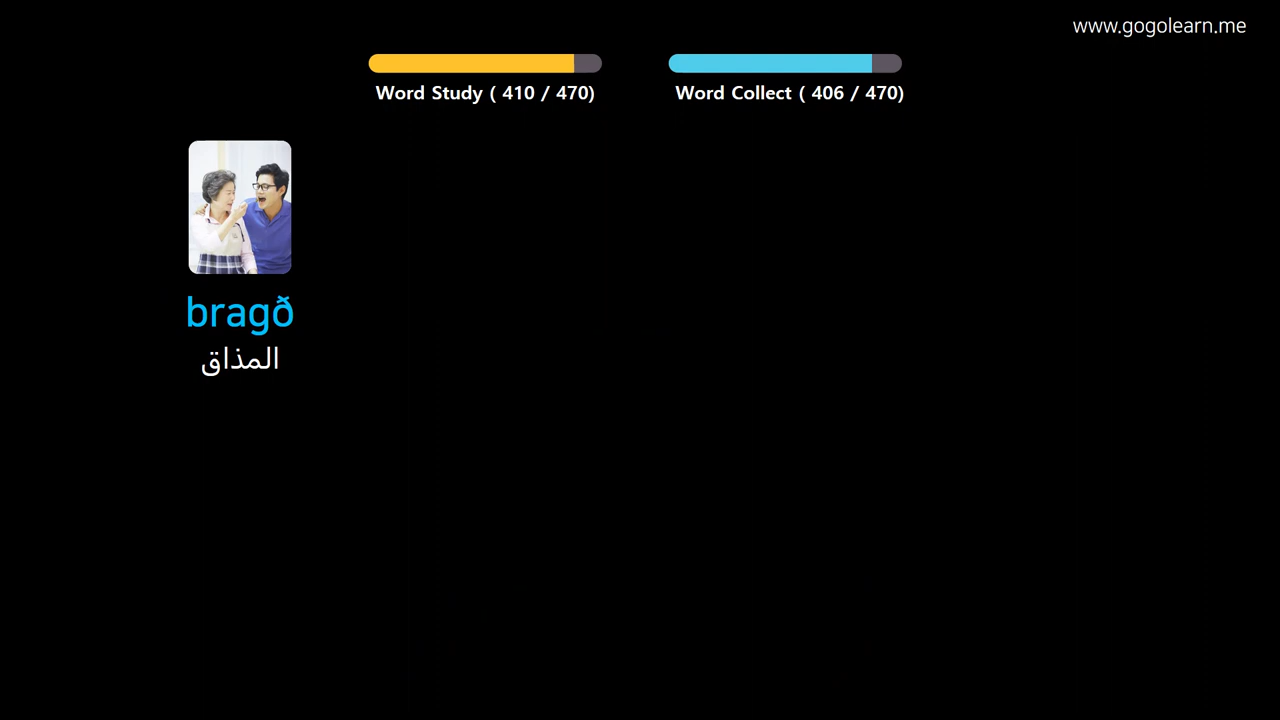 www.gogolearn.me
Word Study ( 410 / 470)
Word Collect ( 406 / 470)
bragð
المذاق